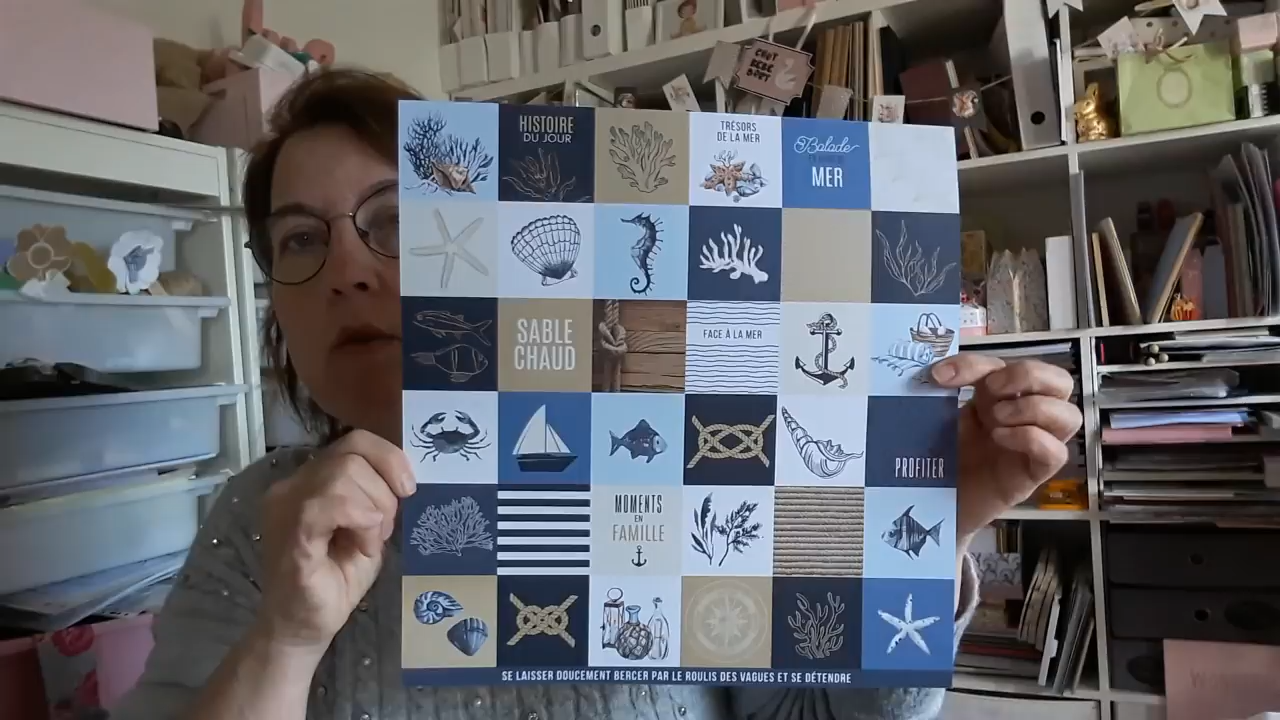 HISTOIRE
DU JOUR
TRÉSORS
DE LA MER
Balade
MER
SABLE
CHAUD
FACE À LA MER
PROFITER
MOMENTS
EN
FAMILLE
SE LAISSER DOUCEMENT BERCER PAR LE ROULIS DES VAGUES ET SE DÉTENDRE